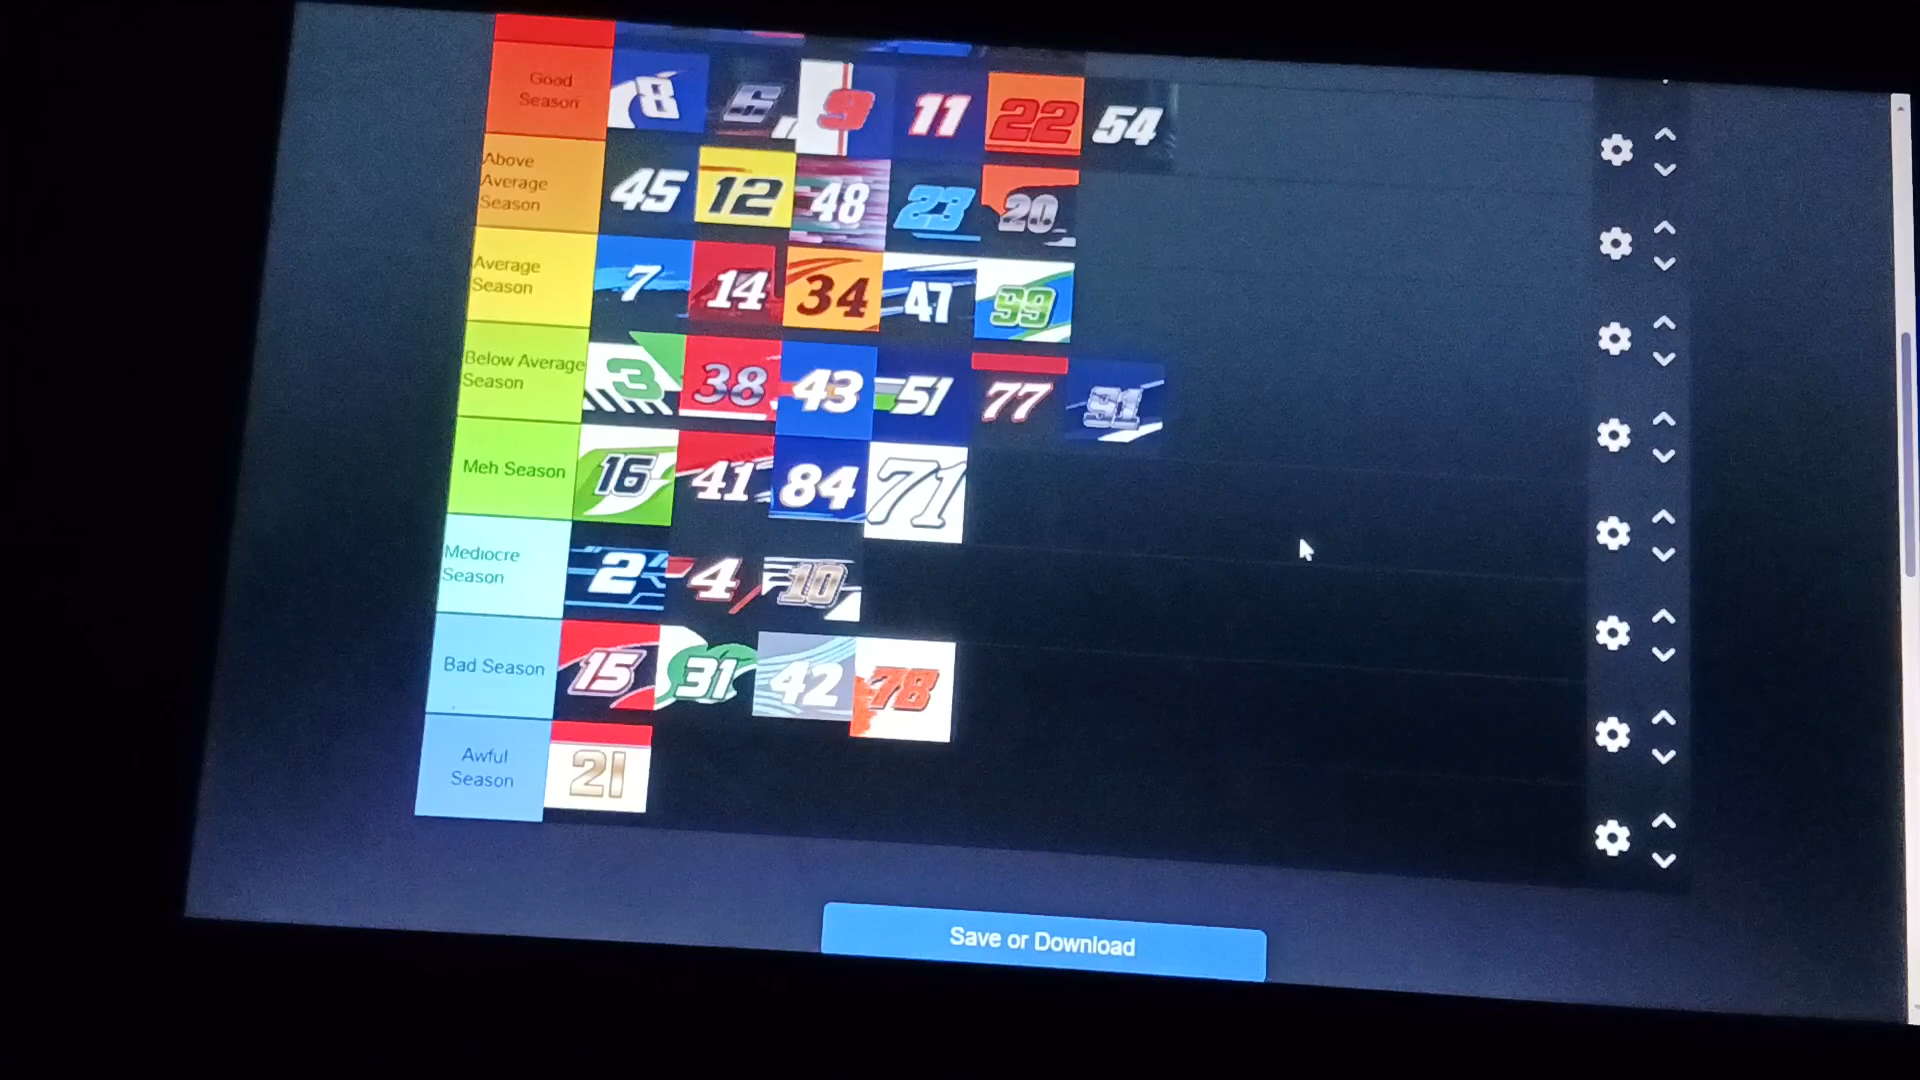 Good
Season
8 6 9 11 22 54
Above
Average
Season
45 12 48 23 20
Average
Season
7 14 34 47 99
Below Average
Season
3 38 43 51 77 91
Meh Season
16 41 84 71
Mediocre
Season
2 4 10
Bad Season
15 31 42 78
Awful
Season
21
Save or Download